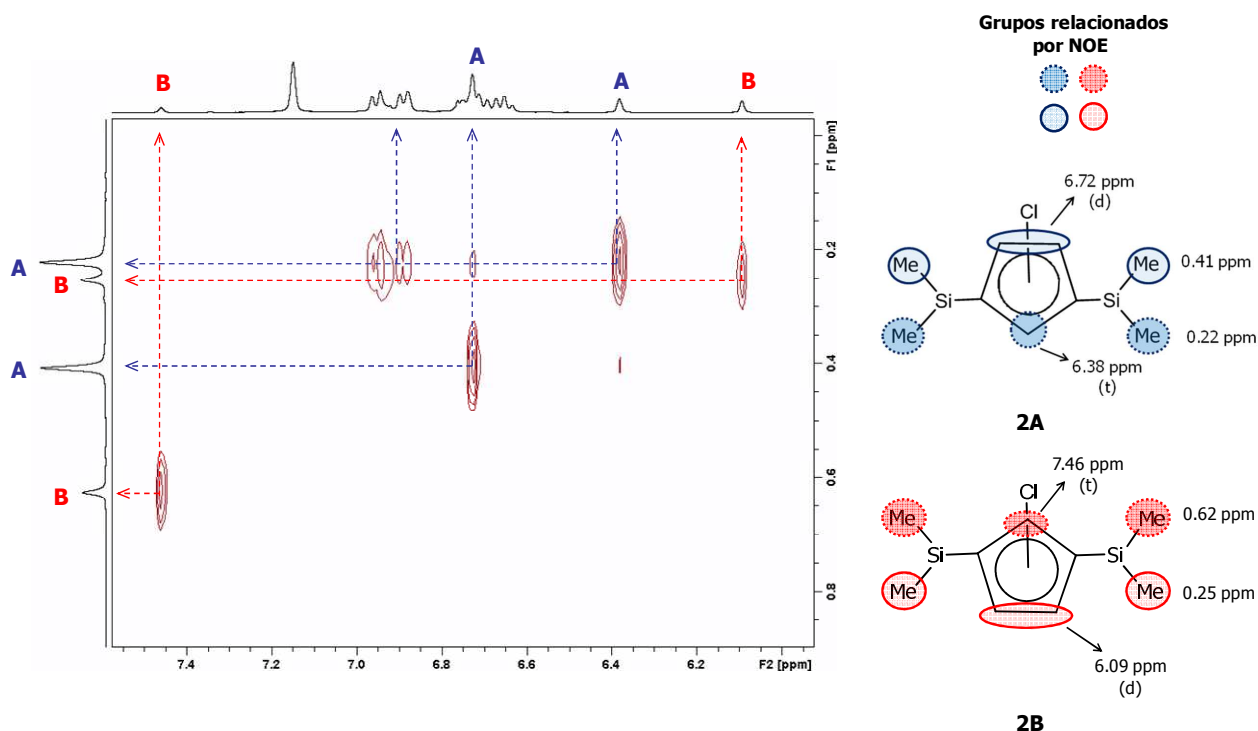 B
A
A
B
A
B
A
B
F1 [ppm]
0.2
0.4
0.6
0.8
7.4
7.2
7.0
6.8
6.6
6.4
6.2
F2 [ppm]
Grupos relacionados
por NOE
6.72 ppm
(d)
Cl
Me
Me
0.41 ppm
Si
Si
Me
Me
0.22 ppm
6.38 ppm
(t)
2A
7.46 ppm
(t)
Cl
Me
Me
0.62 ppm
Si
Si
Me
Me
0.25 ppm
6.09 ppm
(d)
2B